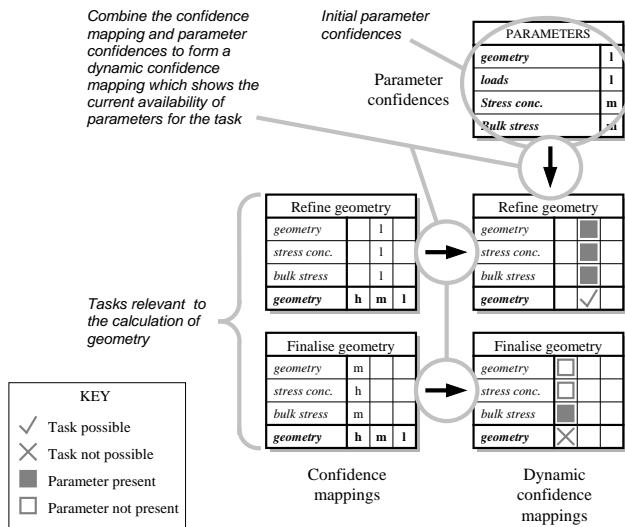 Combine the confidence
mapping and parameter
confidences to form a
dynamic confidence
mapping which shows the
current availability of
parameters for the task
Initial parameter
confidences
Parameter
confidences
PARAMETERS
geometry l
loads l
Stress conc. m
Bulk stress m
Tasks relevant to
the calculation of
geometry
Refine geometry
geometry l
stress conc. l
bulk stress l
geometry h m l
Refine geometry
geometry
stress conc.
bulk stress
geometry
Finalise geometry
geometry m
stress conc. h
bulk stress m
geometry h m l
Finalise geometry
geometry
stress conc.
bulk stress
geometry
Confidence
mappings
Dynamic
confidence
mappings
KEY
Task possible
Task not possible
Parameter present
Parameter not present